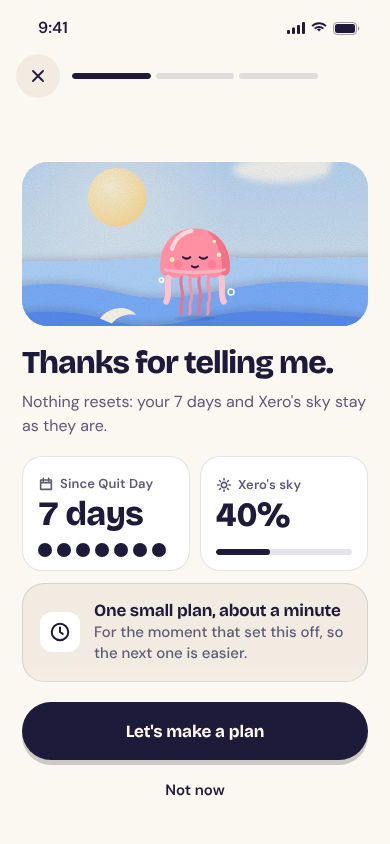 9:41
Thanks for telling me.
Nothing resets: your 7 days and Xero's sky stay
as they are.
Since Quit Day
7 days
Xero's sky
40%
One small plan, about a minute
For the moment that set this off, so
the next one is easier.
Let's make a plan
Not now